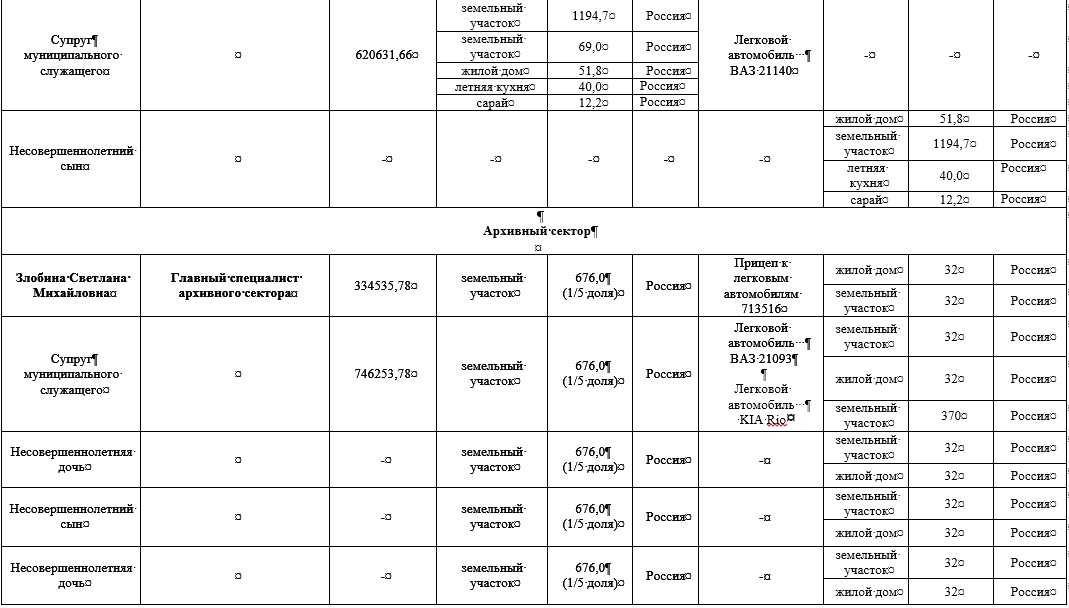 Супруг¶
муниципального·
служащего¤
¤
620631,66¤
земельный·
участок¤
1194,7¤
Россия¤
земельный·
участок¤
69,0¤
Россия¤
жилой·дом¤
51,8¤
Россия¤
летняя·кухня¤
40,0¤
Россия¤
сарай¤
12,2¤
Россия¤
Легковой·
автомобиль···¶
ВАЗ·21140¤
-¤
-¤
-¤
Несовершеннолетний·
сын¤
¤
-¤
-¤
-¤
-¤
-¤
жилой·дом¤
51,8¤
Россия¤
земельный·
участок¤
1194,7¤
Россия¤
летняя·
кухня¤
40,0¤
Россия¤
сарай¤
12,2¤
Россия¤
¶
Архивный·сектор¶
¤
Злобина·Светлана·
Михайловна¤
Главный·специалист·
архивного·сектора¤
334535,78¤
земельный·
участок¤
676,0¶
(1/5·доля)¤
Россия¤
Прицеп·к·
легковым·
автомобилям·
713516¤
жилой·дом¤
32¤
Россия¤
земельный·
участок¤
32¤
Россия¤
Супруг¶
муниципального·
служащего¤
¤
746253,78¤
земельный·
участок¤
676,0¶
(1/5·доля)¤
Россия¤
Легковой·
автомобиль···¶
ВАЗ·21093¶
¶
Легковой·
автомобиль···¶
·KIA·Rio¤
земельный·
участок¤
32¤
Россия¤
жилой·дом¤
32¤
Россия¤
земельный·
участок¤
370¤
Россия¤
Несовершеннолетняя·
дочь¤
¤
-¤
земельный·
участок¤
676,0¶
(1/5·доля)¤
Россия¤
-¤
земельный·
участок¤
32¤
Россия¤
жилой·дом¤
32¤
Россия¤
Несовершеннолетний·
сын¤
¤
-¤
земельный·
участок¤
676,0¶
(1/5·доля)¤
Россия¤
-¤
земельный·
участок¤
32¤
Россия¤
жилой·дом¤
32¤
Россия¤
Несовершеннолетняя·
дочь¤
¤
-¤
земельный·
участок¤
676,0¶
(1/5·доля)¤
Россия¤
-¤
земельный·
участок¤
32¤
Россия¤
жилой·дом¤
32¤
Россия¤